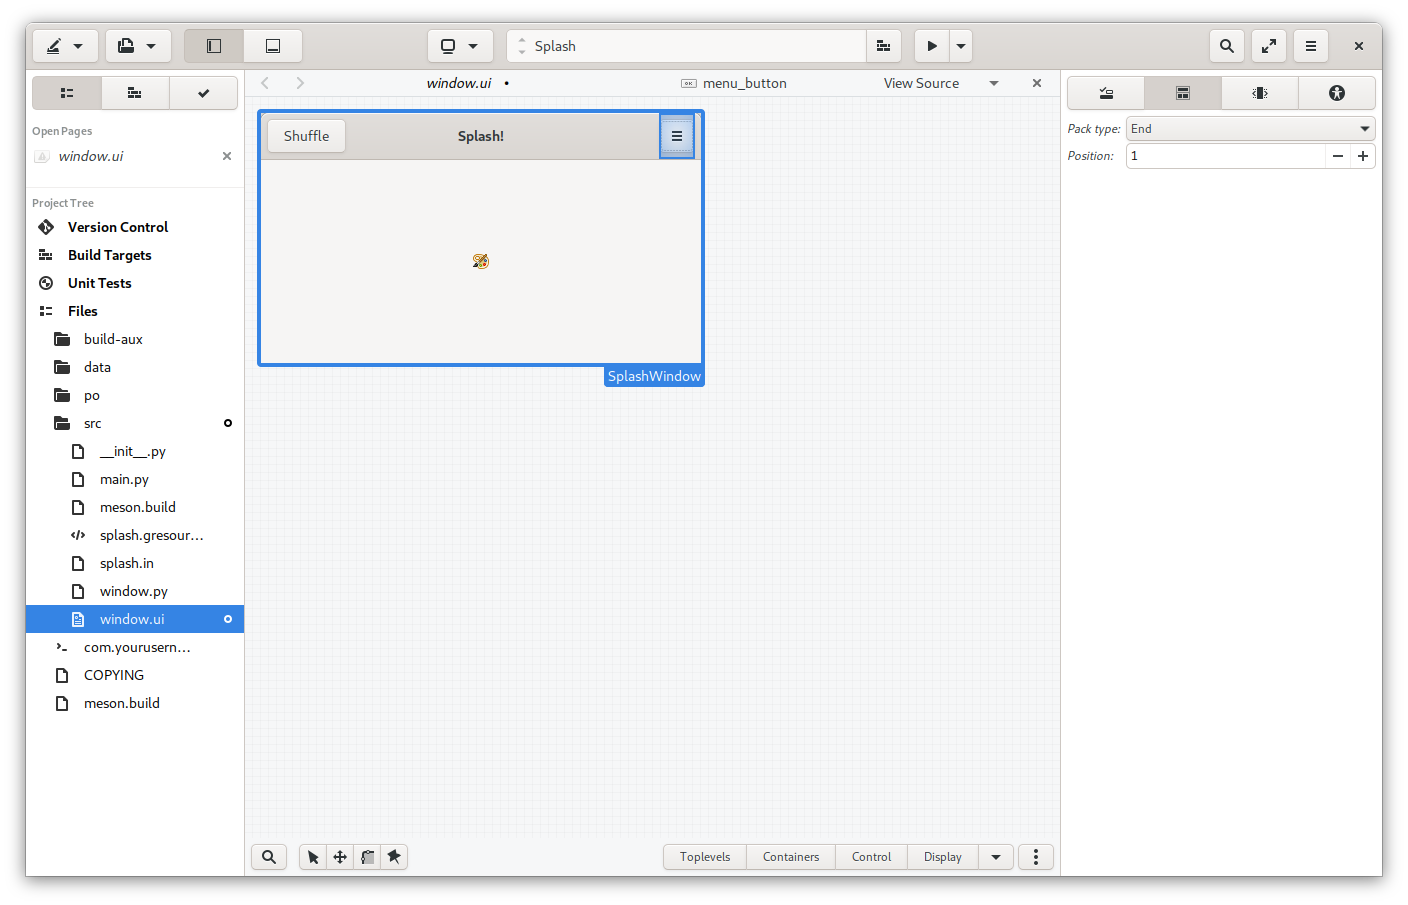 Splash
window.ui •
menu_button
View Source
Open Pages
window.ui
Project Tree
Version Control
Build Targets
Unit Tests
Files
build-aux
data
po
src
__init__.py
main.py
meson.build
splash.gresour...
splash.in
window.py
window.ui
com.yourusern...
COPYING
meson.build
Shuffle
Splash!
SplashWindow
Pack type: End
Position: 1
Toplevels
Containers
Control
Display